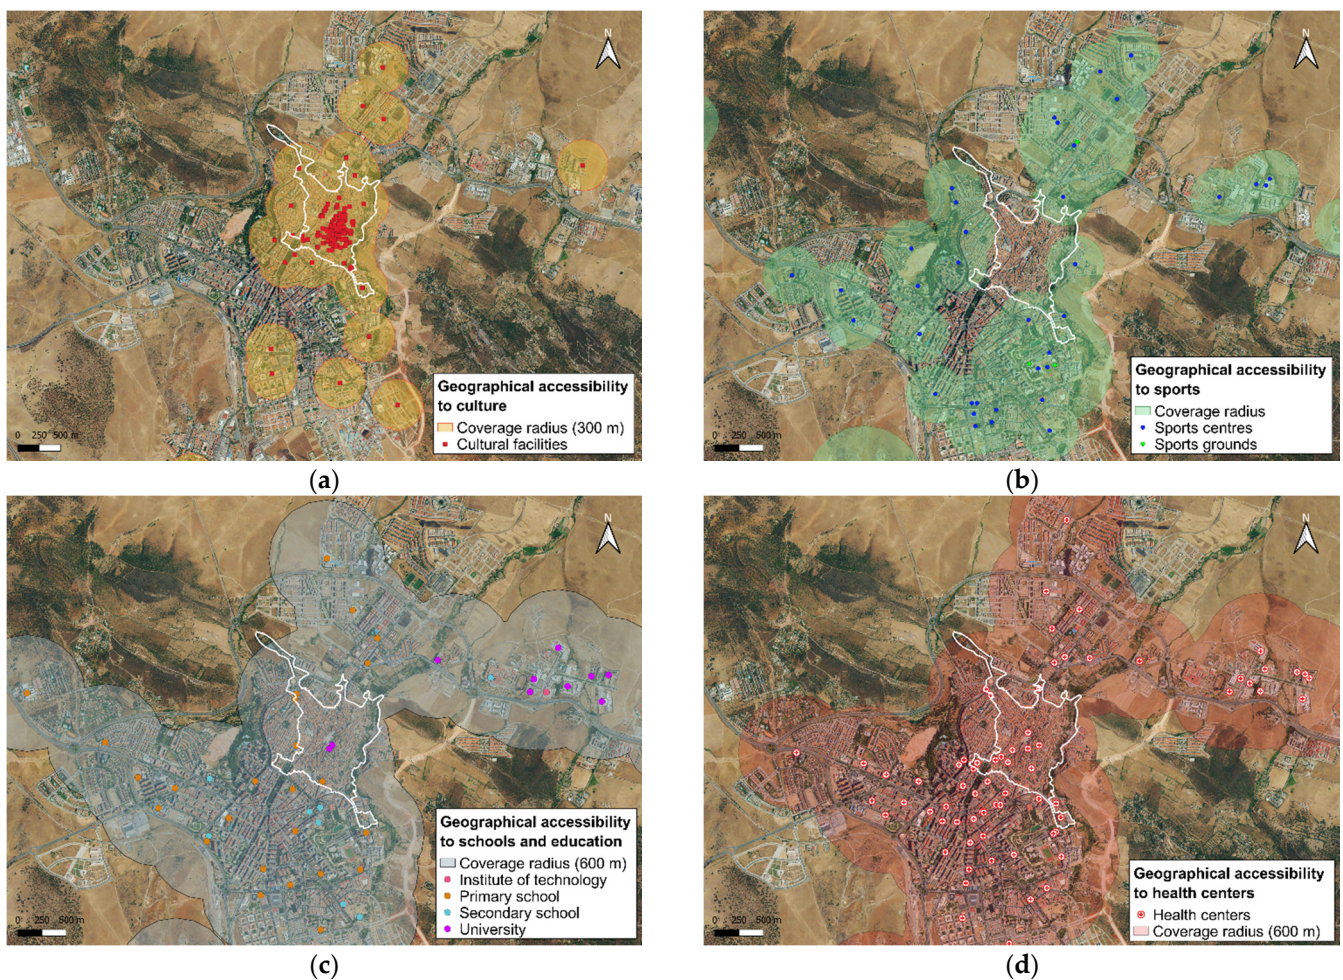 N
Geographical accessibility
to culture
Coverage radius (300 m)
Cultural facilities
0 250 500 m
(a)
N
Geographical accessibility
to sports
Coverage radius
Sports centres
Sports grounds
0 250 500 m
(b)
N
Geographical accessibility
to schools and education
Coverage radius (600 m)
Institute of technology
Primary school
Secondary school
University
0 250 500 m
(c)
N
Geographical accessibility
to health centers
Health centers
Coverage radius (600 m)
0 250 500 m
(d)